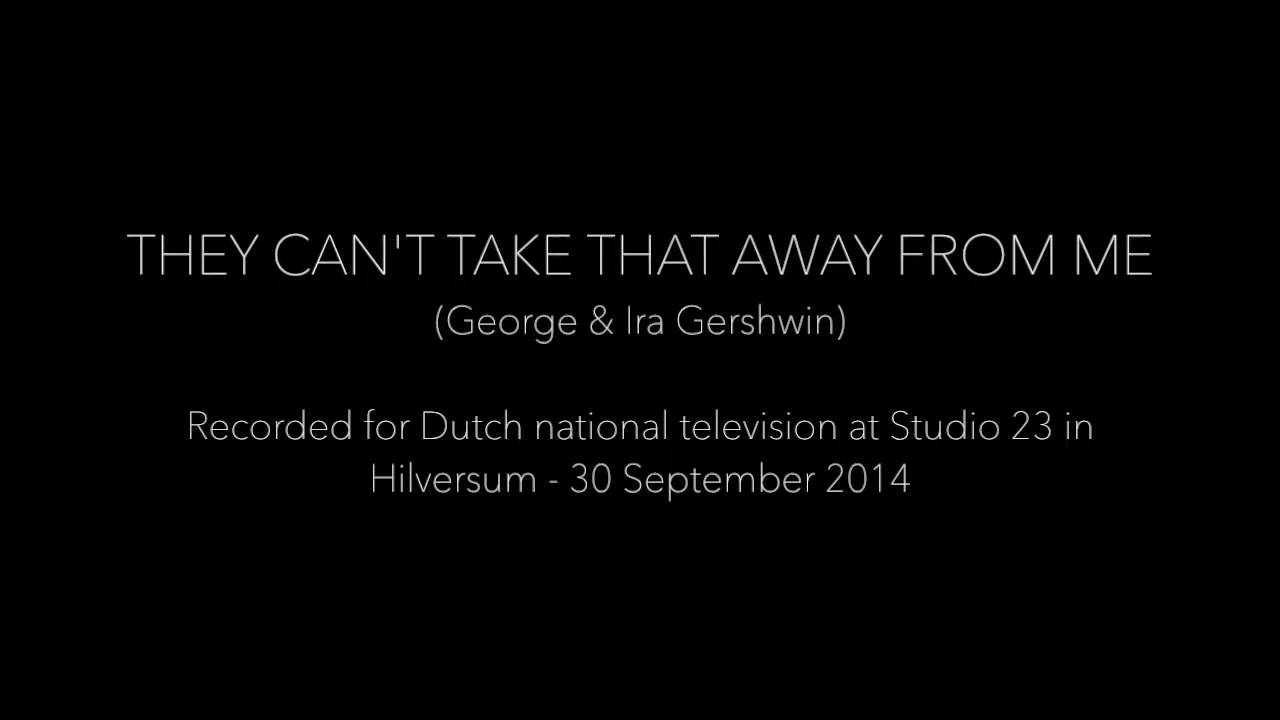 THEY CAN'T TAKE THAT AWAY FROM ME
(George & Ira Gershwin)
Recorded for Dutch national television at Studio 23 in
Hilversum - 30 September 2014